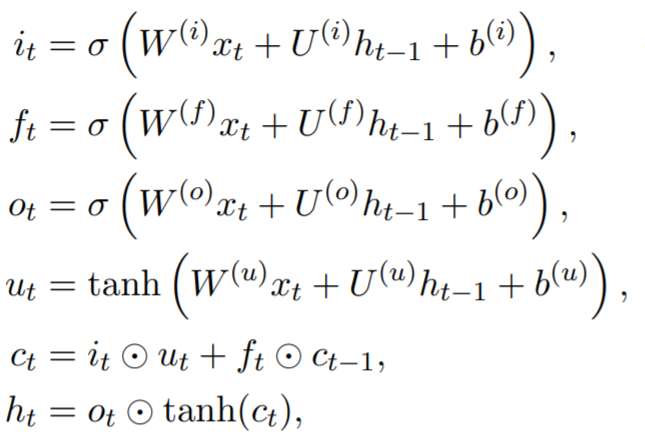 i_t = σ ( W^{(i)} x_t + U^{(i)} h_{t−1} + b^{(i)} ) ,
f_t = σ ( W^{(f)} x_t + U^{(f)} h_{t−1} + b^{(f)} ) ,
o_t = σ ( W^{(o)} x_t + U^{(o)} h_{t−1} + b^{(o)} ) ,
u_t = tanh ( W^{(u)} x_t + U^{(u)} h_{t−1} + b^{(u)} ) ,
c_t = i_t ⊙ u_t + f_t ⊙ c_{t−1},
h_t = o_t ⊙ tanh(c_t),